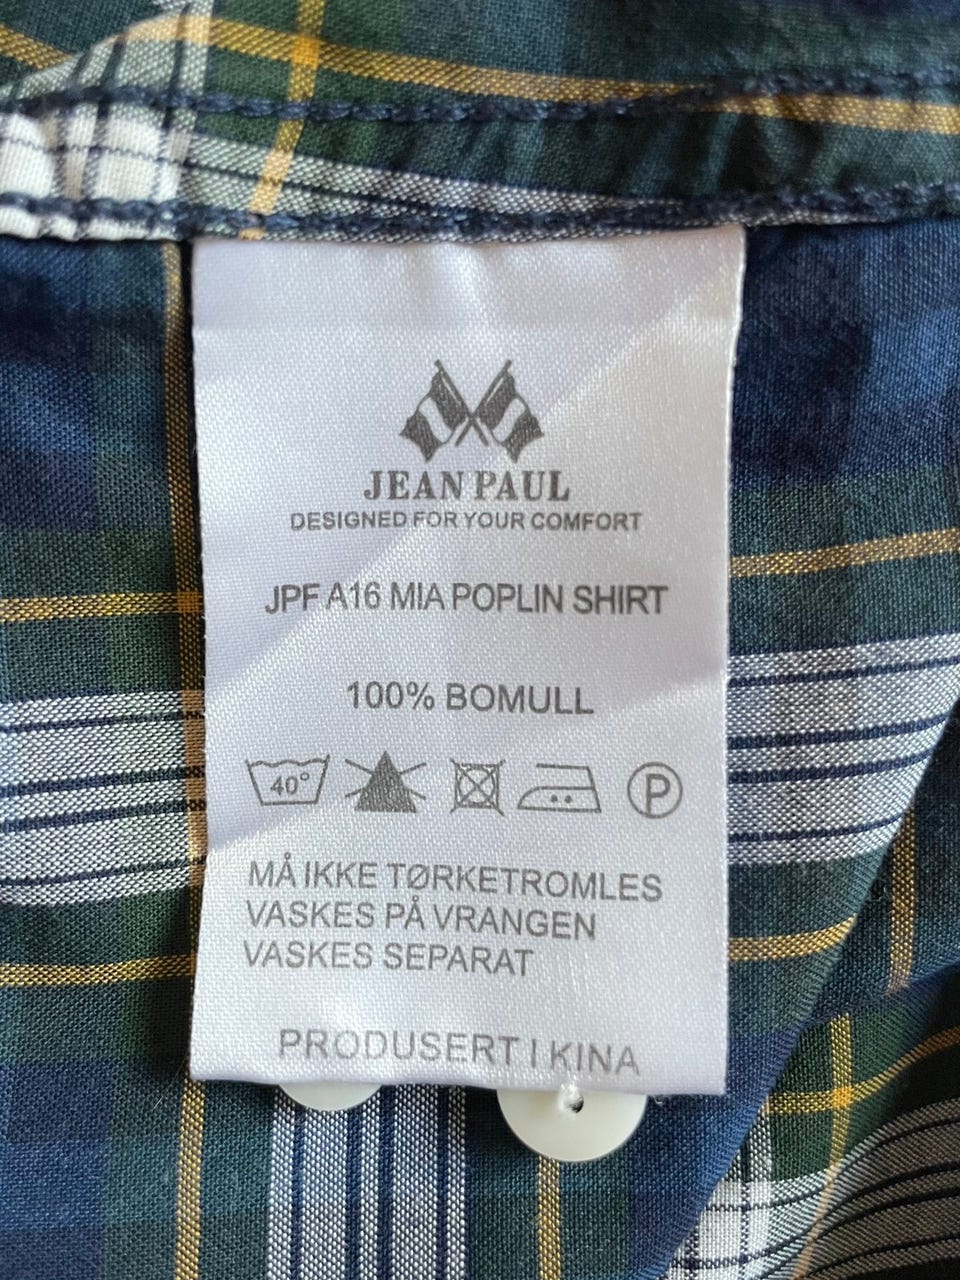 JEAN PAUL
DESIGNED FOR YOUR COMFORT
JPF A16 MIA POPLIN SHIRT
100% BOMULL
40° P
MÅ IKKE TØRKETROMLES
VASKES PÅ VRANGEN
VASKES SEPARAT
PRODUSERT I KINA